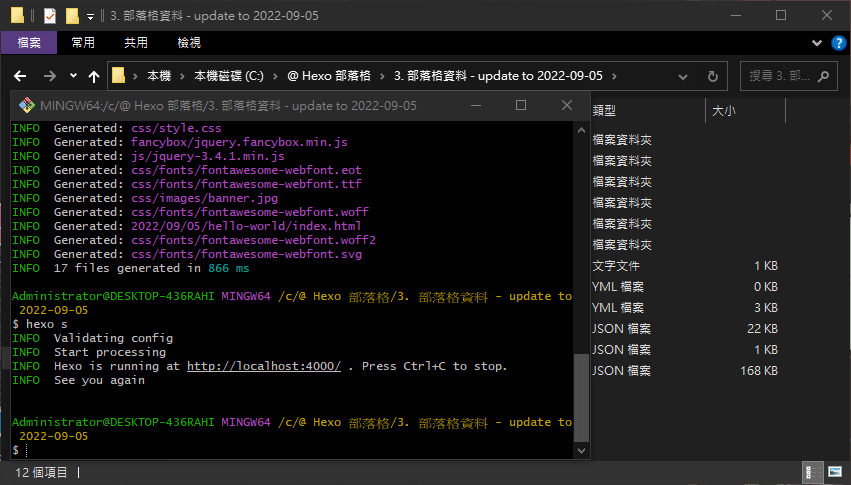 3. 部落格資料 - update to 2022-09-05
檔案 常用 共用 檢視
本機 本機磁碟 (C:) @ Hexo 部落格 3. 部落格資料 - update to 2022-09-05
搜尋 3. 部...
MINGW64:/c/@ Hexo 部落格/3. 部落格資料 - update to 2022-09-05
INFO  Generated: css/style.css
INFO  Generated: fancybox/jquery.fancybox.min.js
INFO  Generated: js/jquery-3.4.1.min.js
INFO  Generated: css/fonts/fontawesome-webfont.eot
INFO  Generated: css/fonts/fontawesome-webfont.ttf
INFO  Generated: css/images/banner.jpg
INFO  Generated: css/fonts/fontawesome-webfont.woff
INFO  Generated: 2022/09/05/hello-world/index.html
INFO  Generated: css/fonts/fontawesome-webfont.woff2
INFO  Generated: css/fonts/fontawesome-webfont.svg
INFO  17 files generated in 866 ms
Administrator@DESKTOP-436RAHI MINGW64 /c/@ Hexo 部落格/3. 部落格資料 - update to
2022-09-05
$ hexo s
INFO  Validating config
INFO  Start processing
INFO  Hexo is running at http://localhost:4000/ . Press Ctrl+C to stop.
INFO  See you again
Administrator@DESKTOP-436RAHI MINGW64 /c/@ Hexo 部落格/3. 部落格資料 - update to
2022-09-05
$
類型 大小
檔案資料夾
檔案資料夾
檔案資料夾
檔案資料夾
檔案資料夾
檔案資料夾
文字文件 1 KB
YML 檔案 0 KB
YML 檔案 3 KB
JSON 檔案 22 KB
JSON 檔案 1 KB
JSON 檔案 168 KB
12 個項目